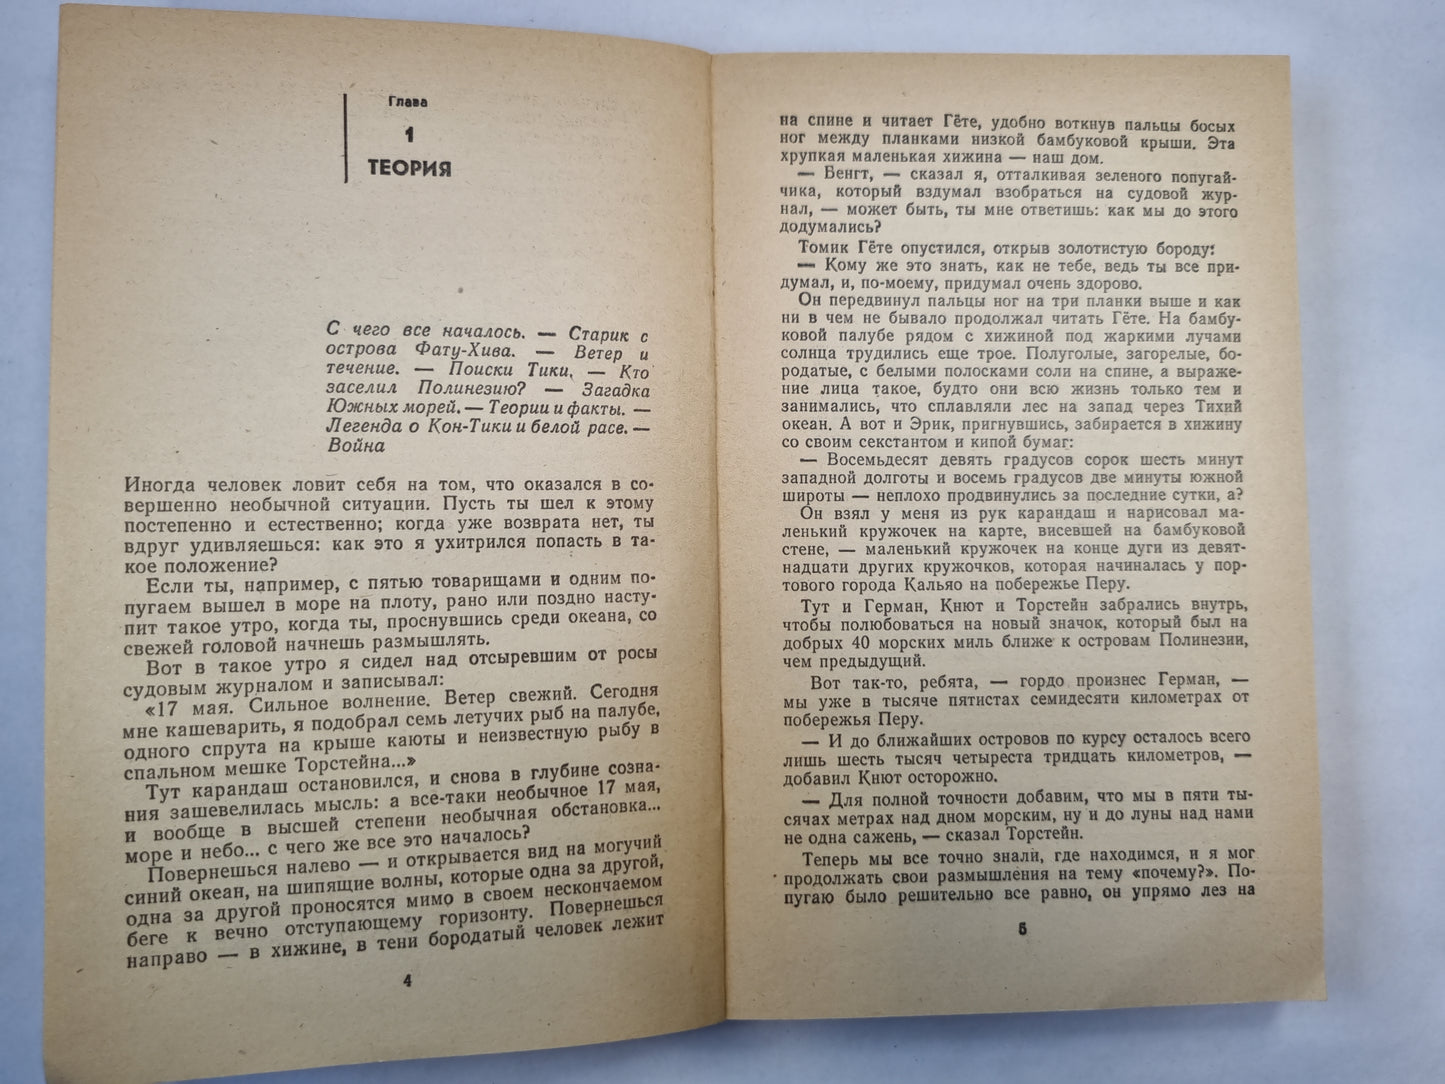 Глава
1
ТЕОРИЯ
С чего все началось. — Старик с
острова Фату-Хива. — Ветер и
течение. — Поиски Тики. — Кто
заселил Полинезию? — Загадка
Южных морей. — Теории и факты. —
Легенда о Кон-Тики и белой расе. —
Война
Иногда человек ловит себя на том, что оказался в со-
вершенно необычной ситуации. Пусть ты шел к этому
постепенно и естественно; когда уже возврата нет, ты
вдруг удивляешься: как это я ухитрился попасть в та-
кое положение?
Если ты, например, с пятью товарищами и одним по-
пугаем вышел в море на плоту, рано или поздно насту-
пит такое утро, когда ты, проснувшись среди океана, со
свежей головой начнешь размышлять.
Вот в такое утро я сидел над отсыревшим от росы
судовым журналом и записывал:
«17 мая. Сильное волнение. Ветер свежий. Сегодня
мне кашеварить, я подобрал семь летучих рыб на палубе,
одного спрута на крыше каюты и неизвестную рыбу в
спальном мешке Торстейна...»
Тут карандаш остановился, и снова в глубине созна-
ния зашевелилась мысль: а все-таки необычное 17 мая,
и вообще в высшей степени необычная обстановка...
море и небо... с чего же все это началось?
Повернешься налево — и открывается вид на могучий
синий океан, на шипящие волны, которые одна за другой,
одна за другой проносятся мимо в своем нескончаемом
беге к вечно отступающему горизонту. Повернешься
направо — в хижине, в тени бородатый человек лежит
4
на спине и читает Гёте, удобно воткнув пальцы босых
ног между планками низкой бамбуковой крыши. Эта
хрупкая маленькая хижина — наш дом.
— Бенгт, — сказал я, отталкивая зеленого попугай-
чика, который вздумал взобраться на судовой жур-
нал, — может быть, ты мне ответишь: как мы до этого
додумались?
Томик Гёте опустился, открыв золотистую бороду:
— Кому же это знать, как не тебе, ведь ты все при-
думал, и, по-моему, придумал очень здорово.
Он передвинул пальцы ног на три планки выше и как
ни в чем не бывало продолжал читать Гёте. На бамбу-
ковой палубе рядом с хижиной под жаркими лучами
солнца трудились еще трое. Полуголые, загорелые, бо-
родатые, с белыми полосками соли на спине, а выраже-
ние лица такое, будто они всю жизнь только тем и
занимались, что сплавляли лес на запад через Тихий
океан. А вот и Эрик, пригнувшись, забирается в хижину
со своим секстантом и кипой бумаг:
— Восемьдесят девять градусов сорок шесть минут
западной долготы и восемь градусов две минуты южной
широты — неплохо продвинулись за последние сутки, а?
Он взял у меня из рук карандаш и нарисовал ма-
ленький кружочек на карте, висевшей на бамбуковой
стене, — маленький кружочек на конце дуги из девят-
надцати других кружочков, которая начиналась у пор-
тового города Кальяо на побережье Перу.
Тут и Герман, Кнют и Торстейн забрались внутрь,
чтобы полюбоваться на новый значок, который был на
добрых 40 морских миль ближе к островам Полинезии,
чем предыдущий.
Вот так-то, ребята, — гордо произнес Герман, —
мы уже в тысяче пятистах семидесяти километрах от
побережья Перу.
— И до ближайших островов по курсу осталось всего
лишь шесть тысяч четыреста тридцать километров, —
добавил Кнют осторожно.
— Для полной точности добавим, что мы в пяти ты-
сячах метрах над дном морским, ну и до луны над нами
не одна сажень, — сказал Торстейн.
Теперь мы все точно знали, где находимся, и я мог
продолжать свои размышления на тему «почему?». По-
пугаю было решительно все равно, он упрямо лез на
5